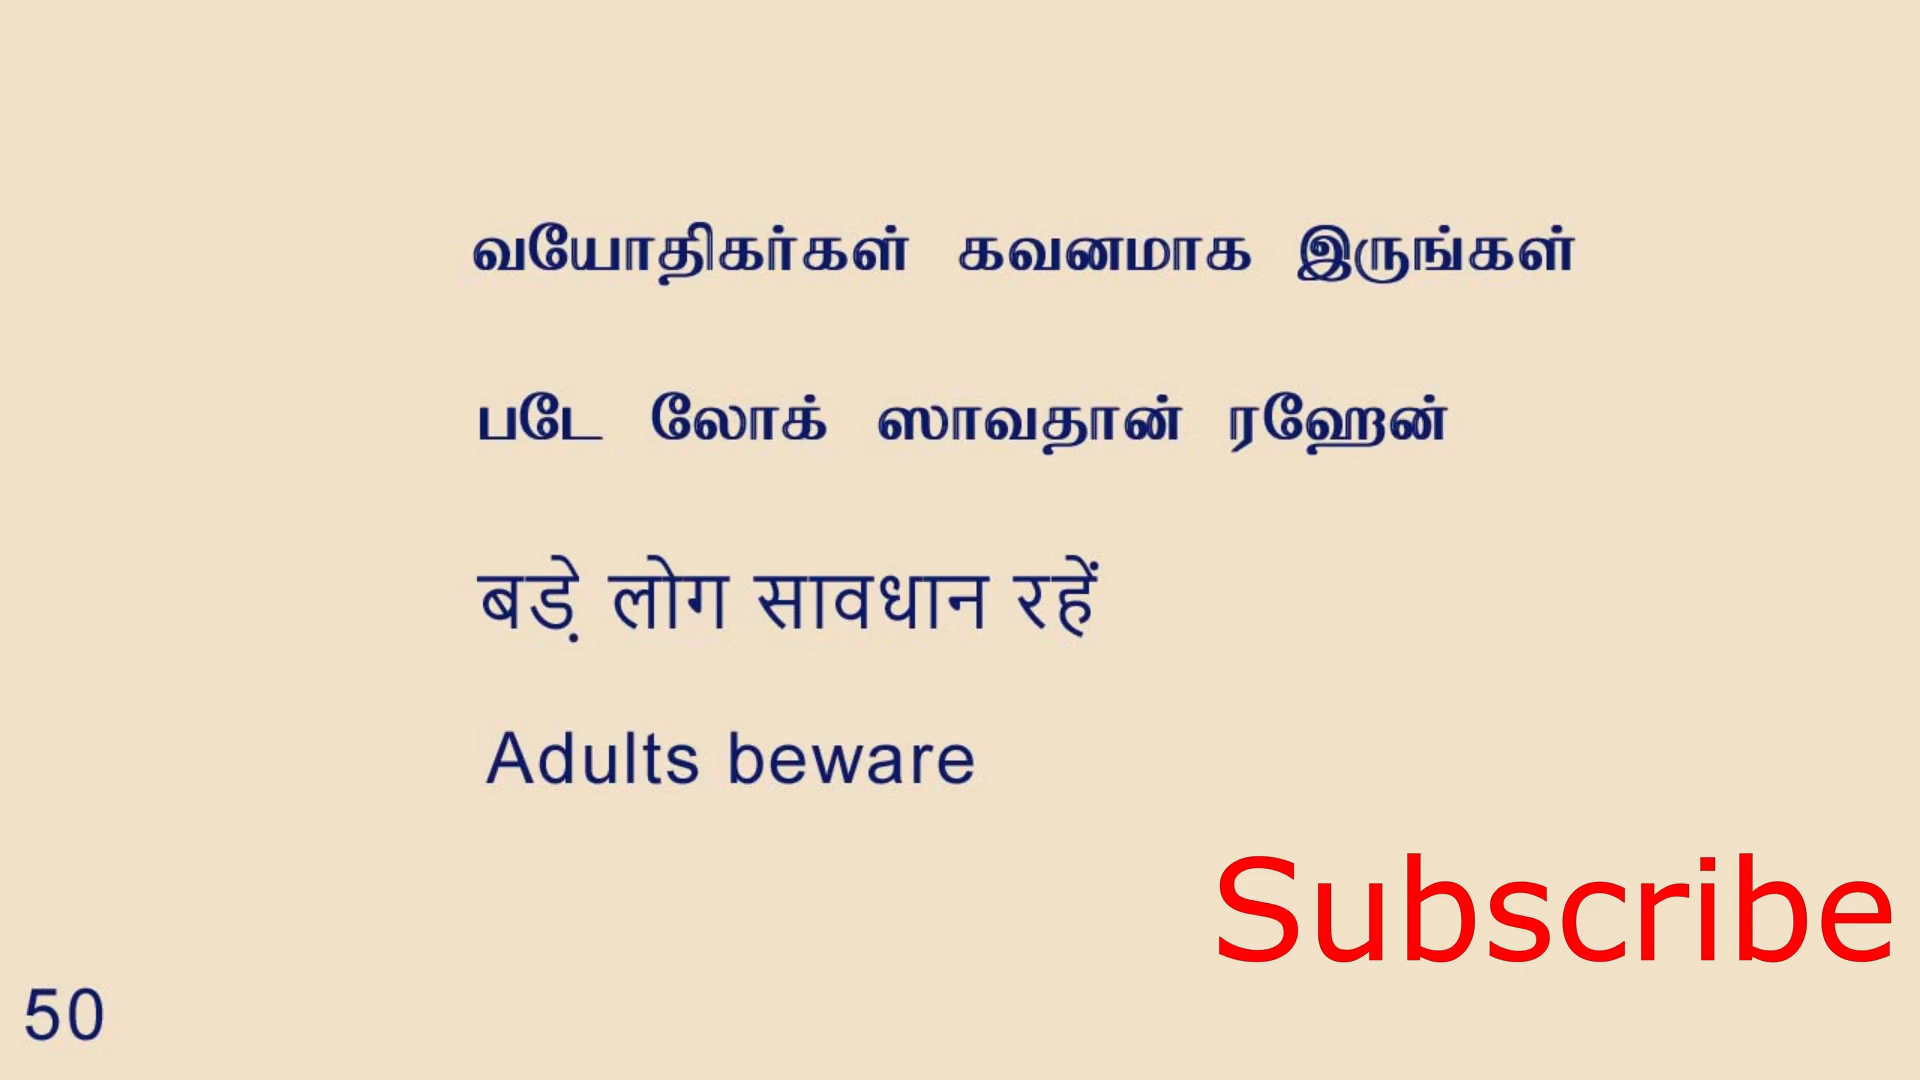 வயோதிகர்கள் கவனமாக இருங்கள்
படே லோக் ஸாவதான் ரஹேன்
बड़े लोग सावधान रहें
Adults beware
Subscribe
50